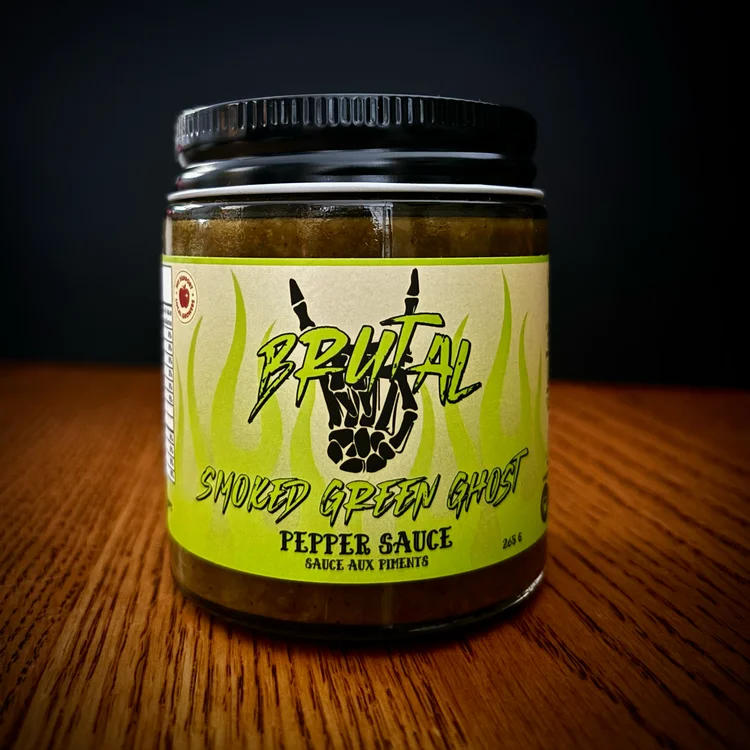 BRUTAL
SMOKED GREEN GHOST
PEPPER SAUCE
SAUCE AUX PIMENTS
265 G